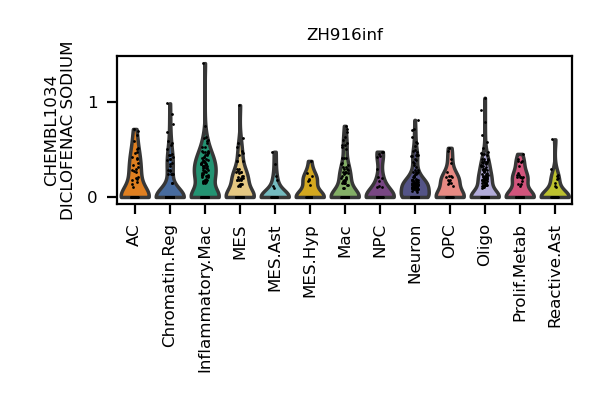 ZH916inf
CHEMBL1034
DICLOFENAC SODIUM
1
0
AC
Chromatin.Reg
Inflammatory.Mac
MES
MES.Ast
MES.Hyp
Mac
NPC
Neuron
OPC
Oligo
Prolif.Metab
Reactive.Ast